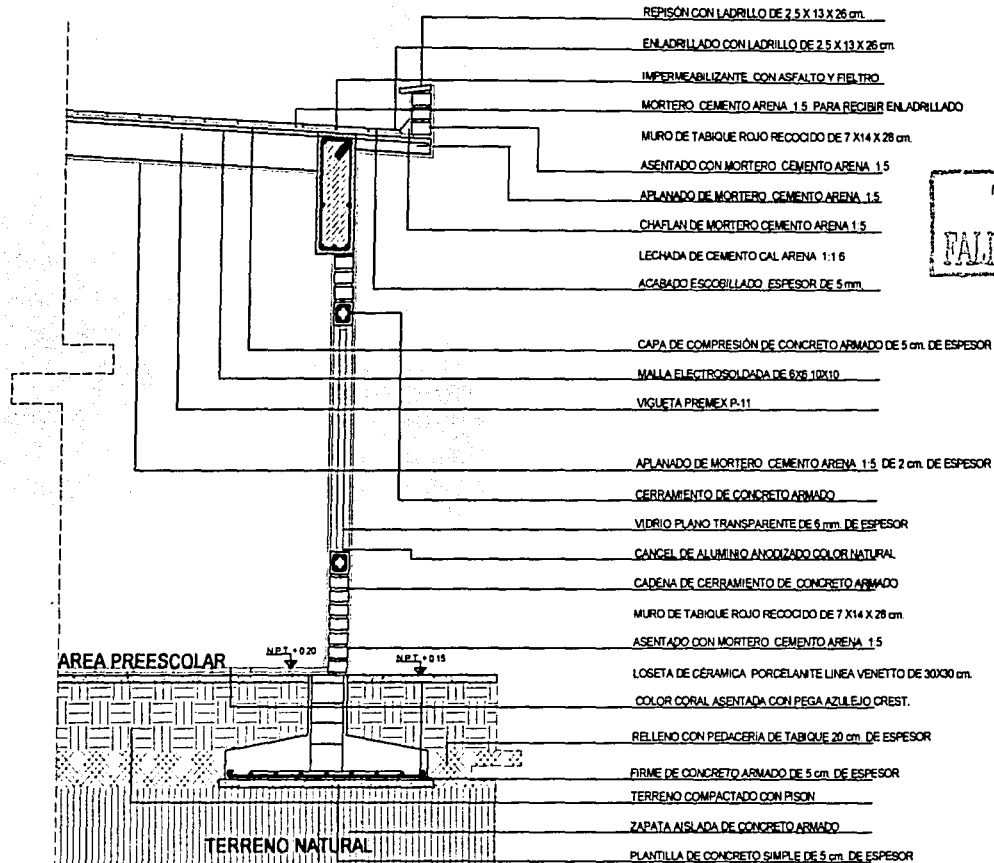 REPISÓN CON LADRILLO DE 2.5 X 13 X 26 cm.
ENLADRILLADO CON LADRILLO DE 2.5 X 13 X 26 cm.
IMPERMEABILIZANTE CON ASFALTO Y FIELTRO
MORTERO CEMENTO ARENA 1:5 PARA RECIBIR ENLADRILLADO
MURO DE TABIQUE ROJO RECOCIDO DE 7 X14 X 28 cm.
ASENTADO CON MORTERO CEMENTO ARENA 1:5
APLANADO DE MORTERO CEMENTO ARENA 1:5
CHAFLAN DE MORTERO CEMENTO ARENA 1:5
LECHADA DE CEMENTO CAL ARENA 1:1:6
ACABADO ESCOBILLADO ESPESOR DE 5 mm.
CAPA DE COMPRESIÓN DE CONCRETO ARMADO DE 5 cm. DE ESPESOR
MALLA ELECTROSOLDADA DE 6X6 10X10
VIGUETA PREMEX P-11
APLANADO DE MORTERO CEMENTO ARENA 1:5 DE 2 cm. DE ESPESOR
CERRAMIENTO DE CONCRETO ARMADO
VIDRIO PLANO TRANSPARENTE DE 6 mm. DE ESPESOR
CANCEL DE ALUMINIO ANODIZADO COLOR NATURAL
CADENA DE CERRAMIENTO DE CONCRETO ARMADO
MURO DE TABIQUE ROJO RECOCIDO DE 7 X14 X 28 cm.
ASENTADO CON MORTERO CEMENTO ARENA 1:5
AREA PREESCOLAR
N.P.T. + 0.20
N.P.T. + 0.15
LOSETA DE CÉRAMICA PORCELANITE LINEA VENETTO DE 30X30 cm.
COLOR CORAL ASENTADA CON PEGA AZULEJO CREST.
RELLENO CON PEDACERÍA DE TABIQUE 20 cm. DE ESPESOR
FIRME DE CONCRETO ARMADO DE 5 cm. DE ESPESOR
TERRENO COMPACTADO CON PISON
ZAPATA AISLADA DE CONCRETO ARMADO
TERRENO NATURAL
PLANTILLA DE CONCRETO SIMPLE DE 5 cm. DE ESPESOR